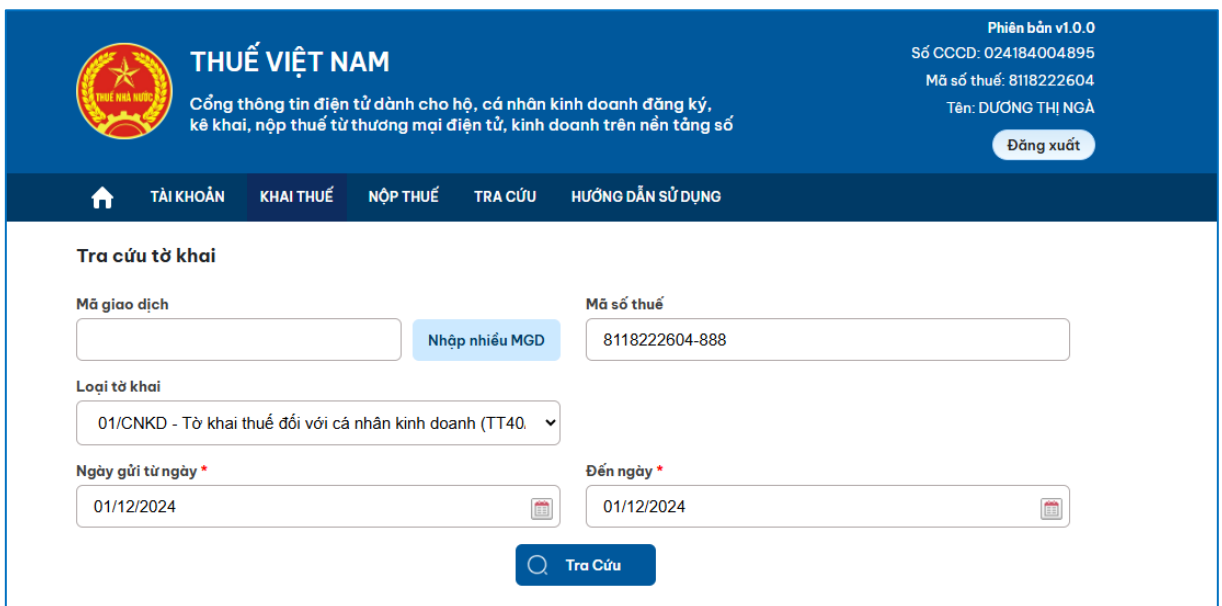 Phiên bản v1.0.0
Số CCCD: 024184004895
Mã số thuế: 8118222604
Tên: DƯƠNG THỊ NGÀ
Đăng xuất
THUẾ NHÀ NƯỚC
THUẾ VIỆT NAM
Cổng thông tin điện tử dành cho hộ, cá nhân kinh doanh đăng ký,
kê khai, nộp thuế từ thương mại điện tử, kinh doanh trên nền tảng số
TÀI KHOẢN KHAI THUẾ NỘP THUẾ TRA CỨU HƯỚNG DẪN SỬ DỤNG
Tra cứu tờ khai
Mã giao dịch Mã số thuế
Nhập nhiều MGD 8118222604-888
Loại tờ khai
01/CNKD - Tờ khai thuế đối với cá nhân kinh doanh (TT40.
Ngày gửi từ ngày * Đến ngày *
01/12/2024 01/12/2024
Tra Cứu